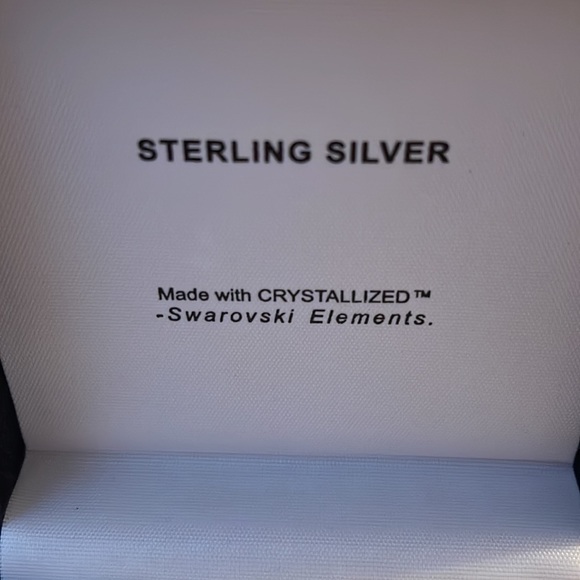 STERLING SILVER
Made with CRYSTALLIZED™
-Swarovski Elements.